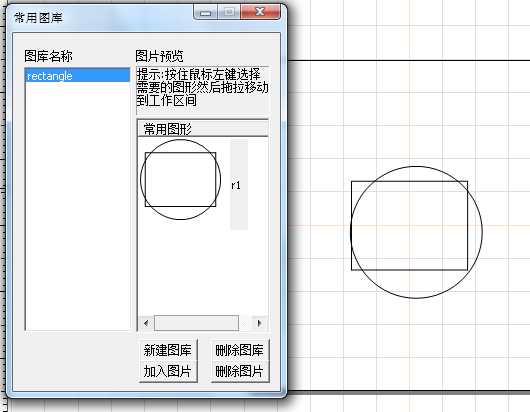 常用图库
图库名称
rectangle
图片预览
提示:按住鼠标左键选择
需要的图形然后拖拉移动
到工作区间
常用图形
r1
新建图库
删除图库
加入图片
删除图片